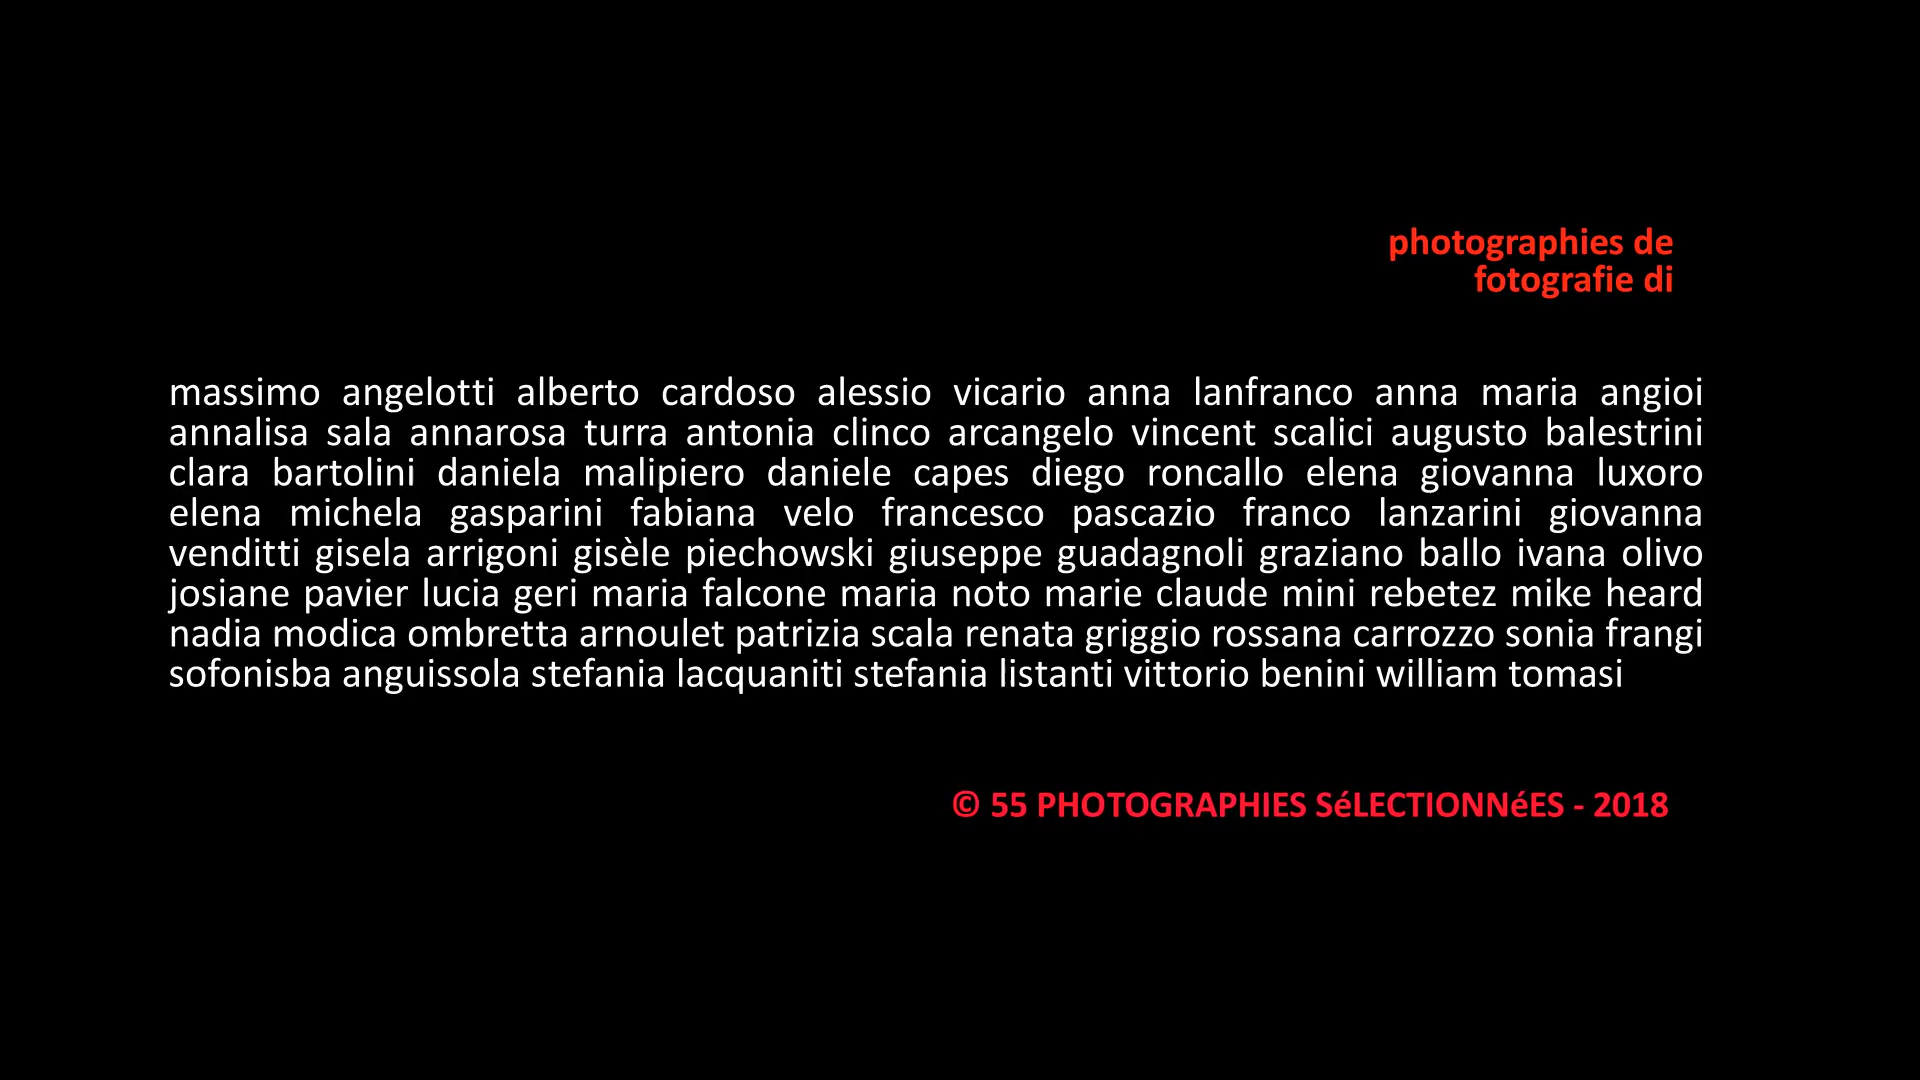 photographies de
fotografie di
massimo angelotti alberto cardoso alessio vicario anna lanfranco anna maria angioi
annalisa sala annarosa turra antonia clinco arcangelo vincent scalici augusto balestrini
clara bartolini daniela malipiero daniele capes diego roncallo elena giovanna luxoro
elena michela gasparini fabiana velo francesco pascazio franco lanzarini giovanna
venditti gisela arrigoni gisèle piechowski giuseppe guadagnoli graziano ballo ivana olivo
josiane pavier lucia geri maria falcone maria noto marie claude mini rebetez mike heard
nadia modica ombretta arnoulet patrizia scala renata griggio rossana carrozzo sonia frangi
sofonisba anguissola stefania lacquaniti stefania listanti vittorio benini william tomasi
© 55 PHOTOGRAPHIES SéLECTIONNéES - 2018